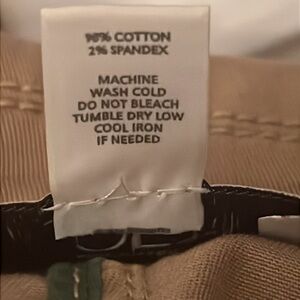 98% COTTON
2% SPANDEX
MACHINE
WASH COLD
DO NOT BLEACH
TUMBLE DRY LOW
COOL IRON
IF NEEDED